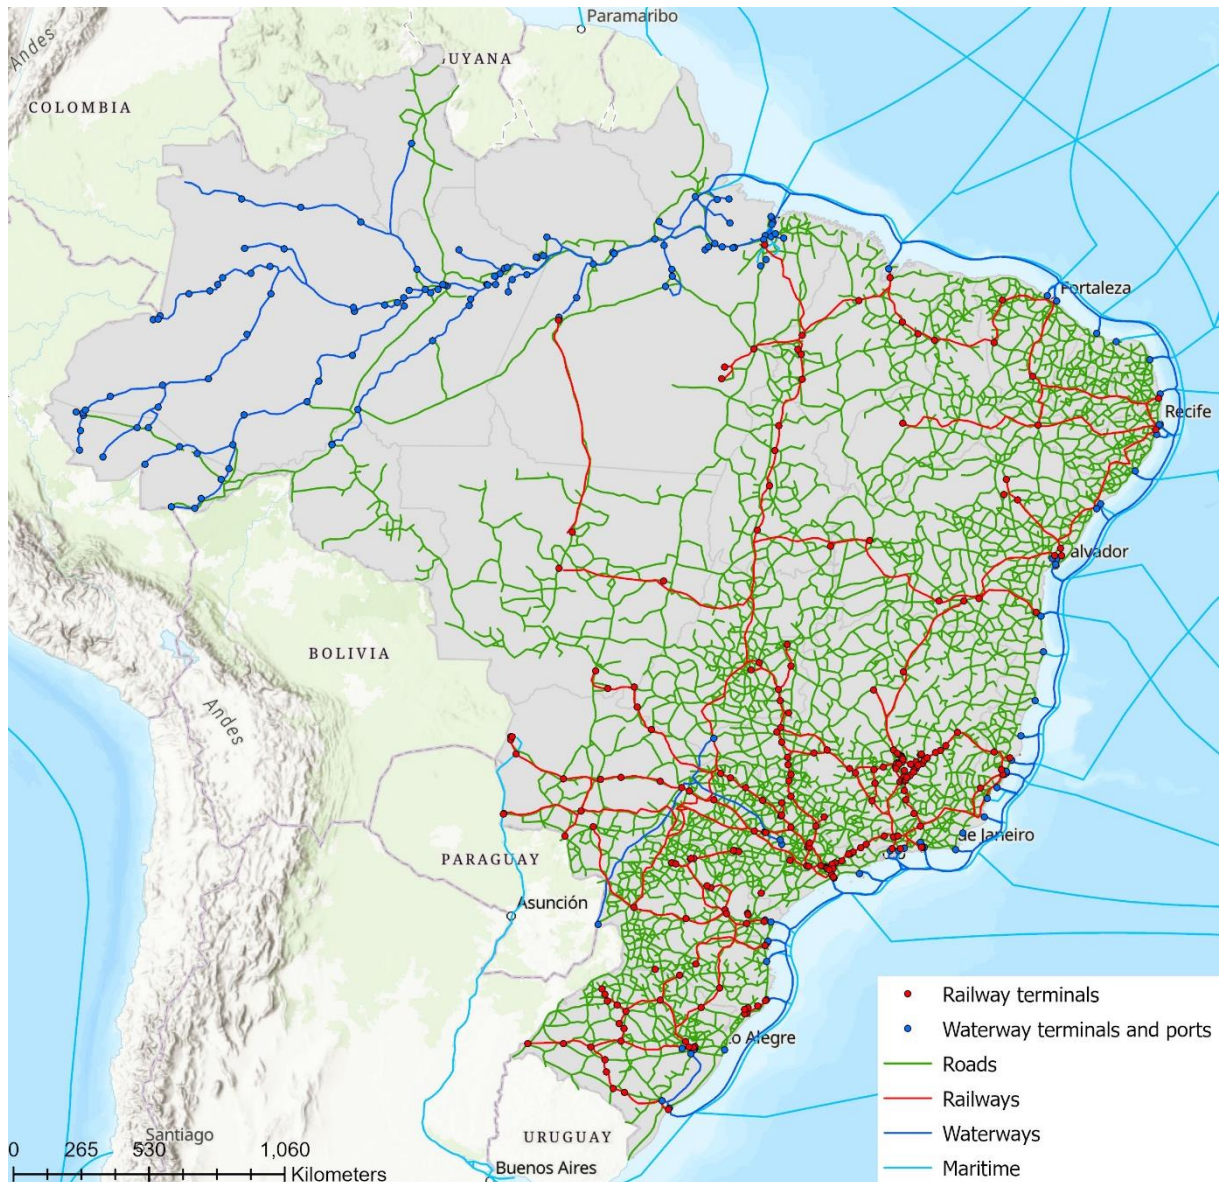 Paramaribo
Andes
GUYANA
COLOMBIA
Fortaleza
Recife
alvador
BOLIVIA
Andes
de Janeiro
PARAGUAY
Asunción
Railway terminals
Waterway terminals and ports
o Alegre
Roads
Railways
Santiago
URUGUAY
Waterways
0 265 530 1,060
Kilometers
Buenos Aires
Maritime